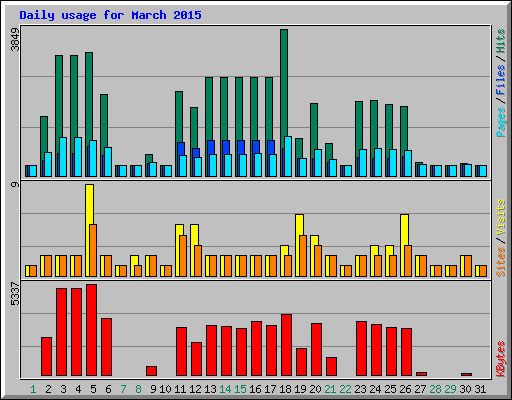 Daily usage for March 2015
3849
Pages / Files / Hits
9
Sites / Visits
5337
KBytes
1 2 3 4 5 6 7 8 9 10 11 12 13 14 15 16 17 18 19 20 21 22 23 24 25 26 27 28 29 30 31